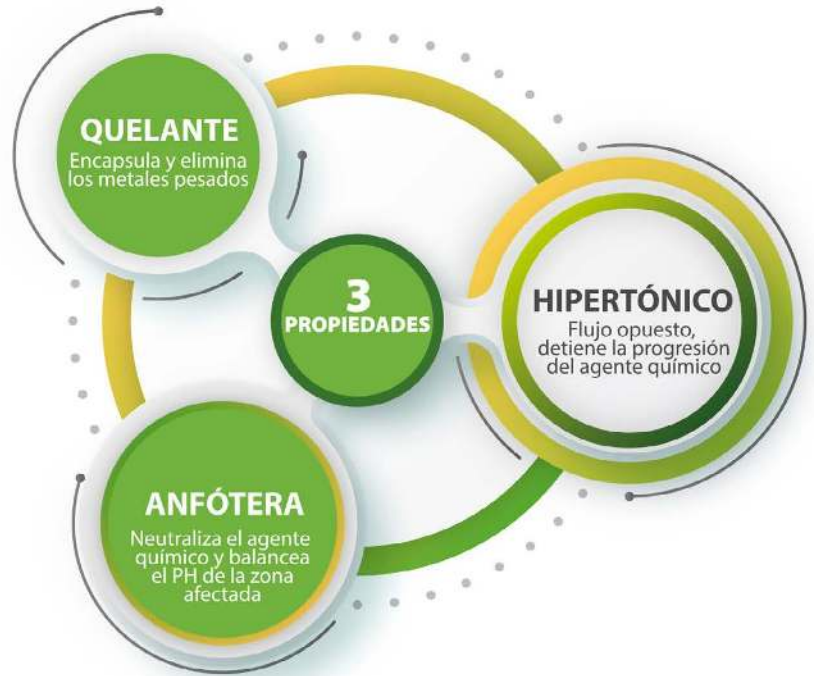 QUELANTE
Encapsula y elimina
los metales pesados
3
PROPIEDADES
HIPERTÓNICO
Flujo opuesto,
detiene la progresión
del agente químico
ANFÓTERA
Neutraliza el agente
químico y balancea
el PH de la zona
afectada